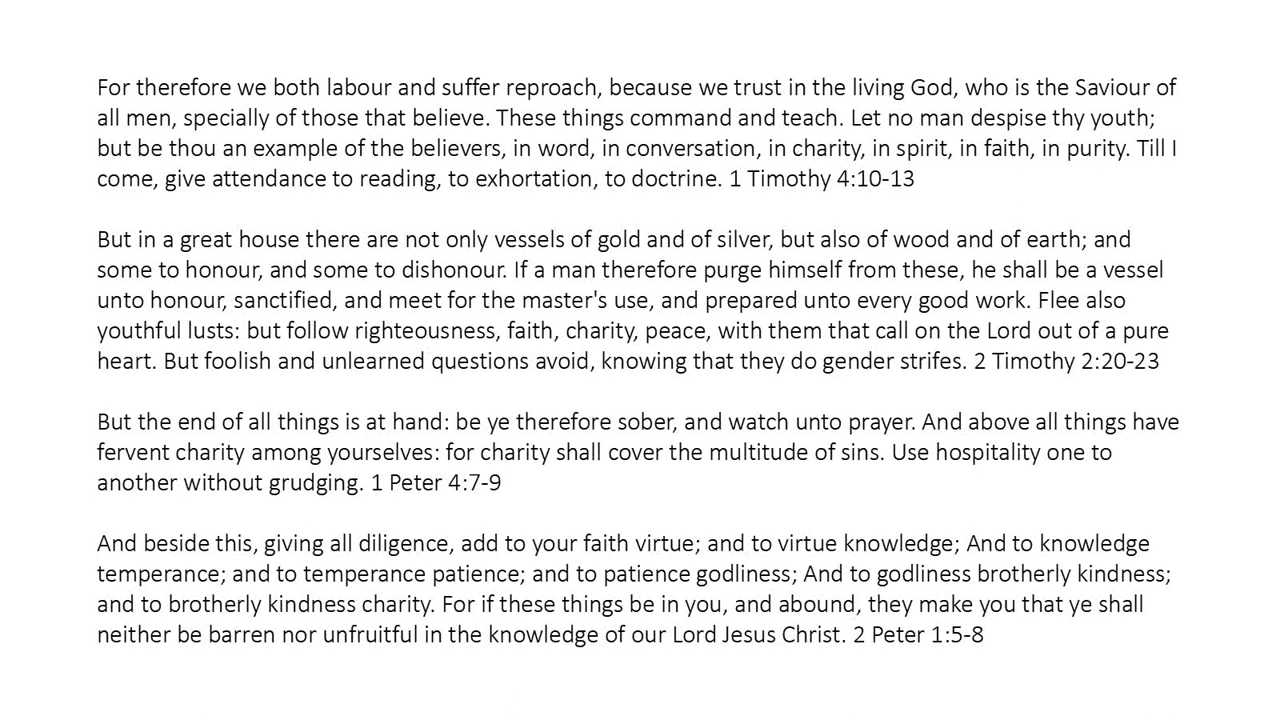 For therefore we both labour and suffer reproach, because we trust in the living God, who is the Saviour of
all men, specially of those that believe. These things command and teach. Let no man despise thy youth;
but be thou an example of the believers, in word, in conversation, in charity, in spirit, in faith, in purity. Till I
come, give attendance to reading, to exhortation, to doctrine. 1 Timothy 4:10-13
But in a great house there are not only vessels of gold and of silver, but also of wood and of earth; and
some to honour, and some to dishonour. If a man therefore purge himself from these, he shall be a vessel
unto honour, sanctified, and meet for the master's use, and prepared unto every good work. Flee also
youthful lusts: but follow righteousness, faith, charity, peace, with them that call on the Lord out of a pure
heart. But foolish and unlearned questions avoid, knowing that they do gender strifes. 2 Timothy 2:20-23
But the end of all things is at hand: be ye therefore sober, and watch unto prayer. And above all things have
fervent charity among yourselves: for charity shall cover the multitude of sins. Use hospitality one to
another without grudging. 1 Peter 4:7-9
And beside this, giving all diligence, add to your faith virtue; and to virtue knowledge; And to knowledge
temperance; and to temperance patience; and to patience godliness; And to godliness brotherly kindness;
and to brotherly kindness charity. For if these things be in you, and abound, they make you that ye shall
neither be barren nor unfruitful in the knowledge of our Lord Jesus Christ. 2 Peter 1:5-8